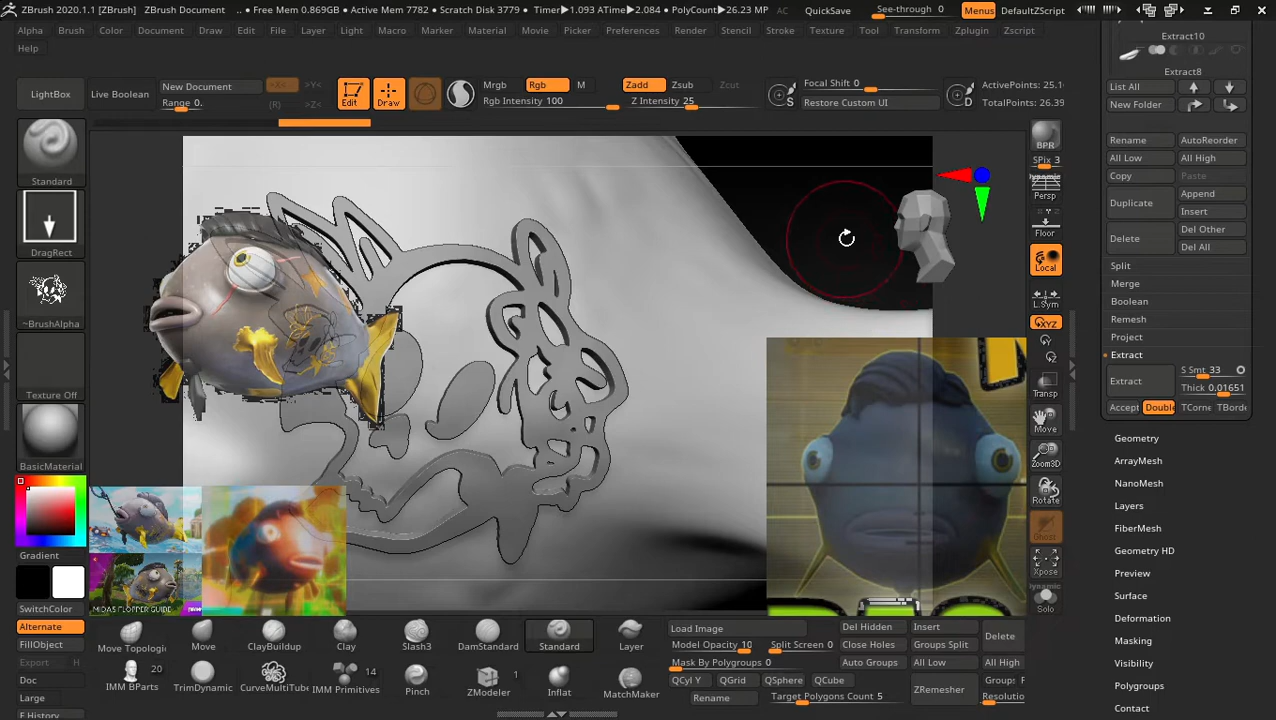 ZBrush 2020.1.1 [ZBrush] ZBrush Document .. • Free Mem 0.869GB • Active Mem 7782 • Scratch Disk 3779 • Timer▶1.093 ATime▶2.084 • PolyCount▶26.23 MP AC QuickSave See-through 0 Menus DefaultZScript
Alpha Brush Color Document Draw Edit File Layer Light Macro Marker Material Movie Picker Preferences Render Stencil Stroke Texture Tool Transform Zplugin Zscript
Help
LightBox
Live Boolean
New Document
Range 0.
>X< >Y<
(R) >Z<
Edit
Draw
Mrgb Rgb M
Rgb Intensity 100
Zadd Zsub Zcut
Z Intensity 25
S
Focal Shift 0
Restore Custom UI
D
ActivePoints: 25.1
TotalPoints: 26.39
Standard
DragRect
~BrushAlpha
Texture Off
BasicMaterial
Gradient
SwitchColor
Alternate
FillObject
Export H
Doc
Large
MIDAS FLOPPER GUIDE
BPR
SPix 3
Dynamic
Persp
Floor
Local
L.Sym
XYZ
Transp
Move
Zoom3D
Rotate
Ghost
Xpose
Dynamic
Solo
Extract10
Extract8
List All
New Folder
Rename AutoReorder
All Low All High
Copy Paste
Duplicate Append
Insert
Delete Del Other
Del All
Split
Merge
Boolean
Remesh
Project
Extract
Extract S Smt 33
Thick 0.01651
Accept Double TCorne TBorde
Geometry
ArrayMesh
NanoMesh
Layers
FiberMesh
Geometry HD
Preview
Surface
Deformation
Masking
Visibility
Polygroups
Contact
Move Topologic Move ClayBuildup Clay Slash3 DamStandard Standard Layer
IMM BParts 20 TrimDynamic CurveMultiTub IMM Primitives 14 Pinch ZModeler 1 Inflat MatchMaker
Load Image
Model Opacity 10 Split Screen 0
Mask By Polygroups 0
QCyl Y QGrid QSphere QCube
Rename Target Polygons Count 5
Del Hidden Insert Delete
Close Holes Groups Split
Auto Groups All Low All High
ZRemesher Group
Resolutio